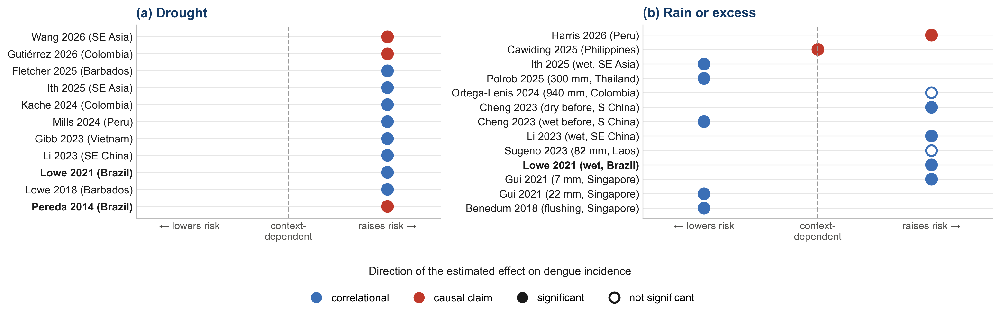 (a) Drought
Wang 2026 (SE Asia)
Gutiérrez 2026 (Colombia)
Fletcher 2025 (Barbados)
Ith 2025 (SE Asia)
Kache 2024 (Colombia)
Mills 2024 (Peru)
Gibb 2023 (Vietnam)
Li 2023 (SE China)
Lowe 2021 (Brazil)
Lowe 2018 (Barbados)
Pereda 2014 (Brazil)
← lowers risk
context-
dependent
raises risk →
(b) Rain or excess
Harris 2026 (Peru)
Cawiding 2025 (Philippines)
Ith 2025 (wet, SE Asia)
Polrob 2025 (300 mm, Thailand)
Ortega-Lenis 2024 (940 mm, Colombia)
Cheng 2023 (dry before, S China)
Cheng 2023 (wet before, S China)
Li 2023 (wet, SE China)
Sugeno 2023 (82 mm, Laos)
Lowe 2021 (wet, Brazil)
Gui 2021 (7 mm, Singapore)
Gui 2021 (22 mm, Singapore)
Benedum 2018 (flushing, Singapore)
← lowers risk
context-
dependent
raises risk →
Direction of the estimated effect on dengue incidence
correlational
causal claim
significant
not significant